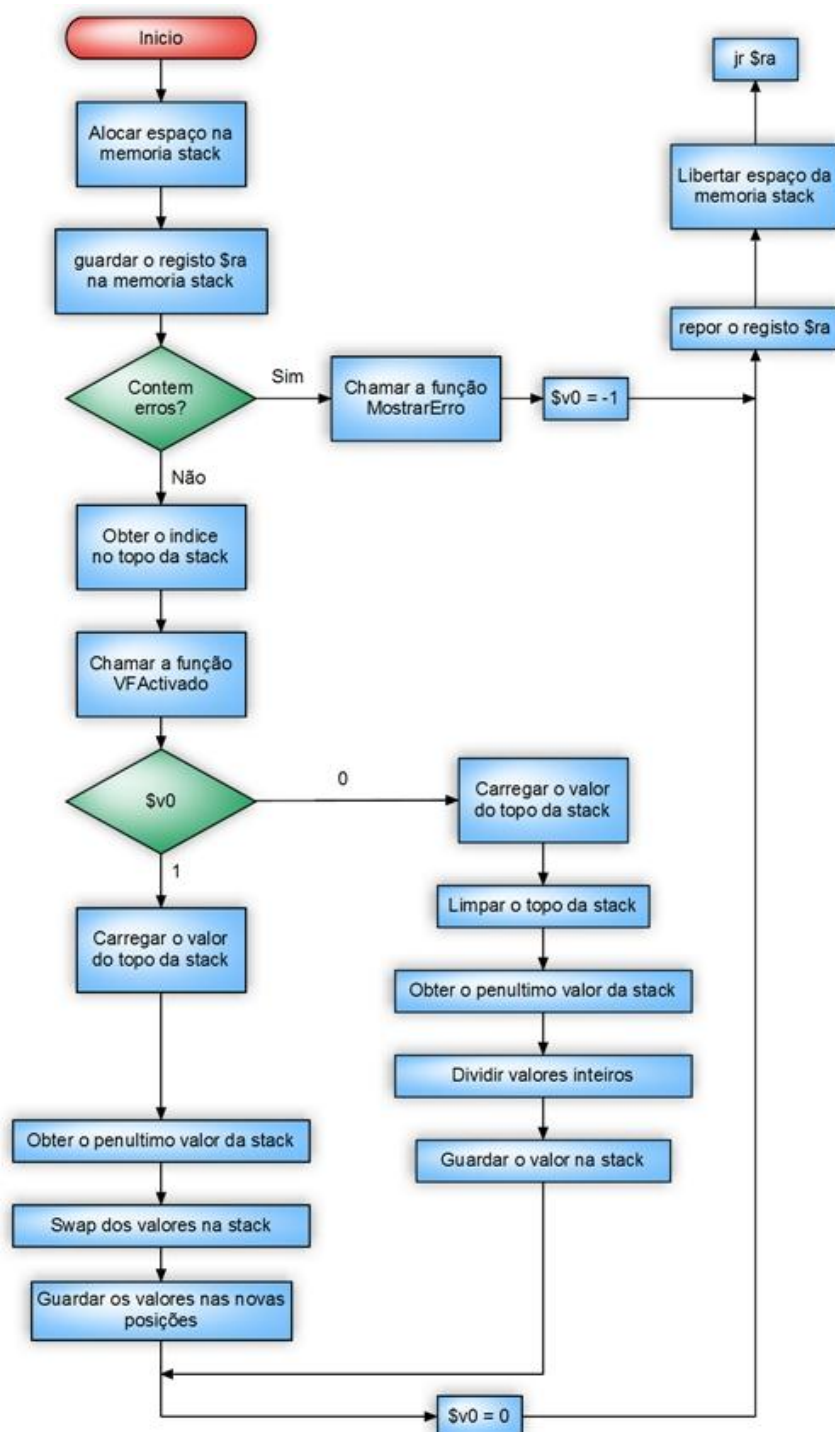 Inicio
Alocar espaço na
memoria stack
guardar o registo $ra
na memoria stack
Contem
erros?
Sim
Chamar a função
MostrarErro
$v0 = -1
repor o registo $ra
Libertar espaço da
memoria stack
jr $ra
Não
Obter o indice
no topo da stack
Chamar a função
VFActivado
$v0
0
Carregar o valor
do topo da stack
Limpar o topo da stack
Obter o penultimo valor da stack
Dividir valores inteiros
Guardar o valor na stack
1
Carregar o valor
do topo da stack
Obter o penultimo valor da stack
Swap dos valores na stack
Guardar os valores nas novas
posições
$v0 = 0